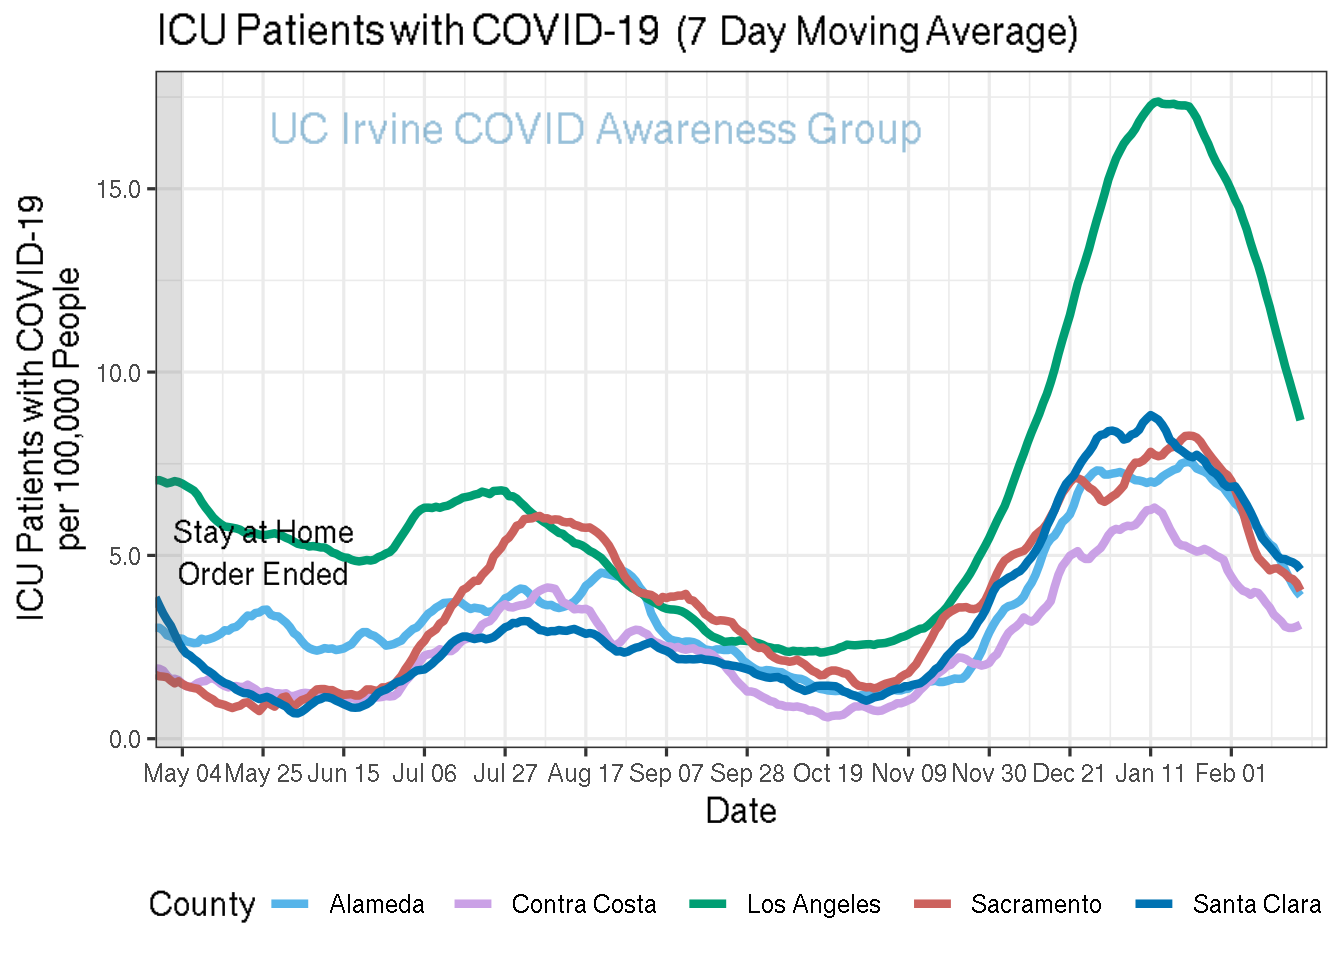 ICU Patients with COVID-19 (7 Day Moving Average)
UC Irvine COVID Awareness Group
ICU Patients with COVID-19
per 100,000 People
15.0
10.0
5.0
0.0
Stay at Home
Order Ended
May 04 May 25 Jun 15 Jul 06 Jul 27 Aug 17 Sep 07 Sep 28 Oct 19 Nov 09 Nov 30 Dec 21 Jan 11 Feb 01
Date
County Alameda Contra Costa Los Angeles Sacramento Santa Clara